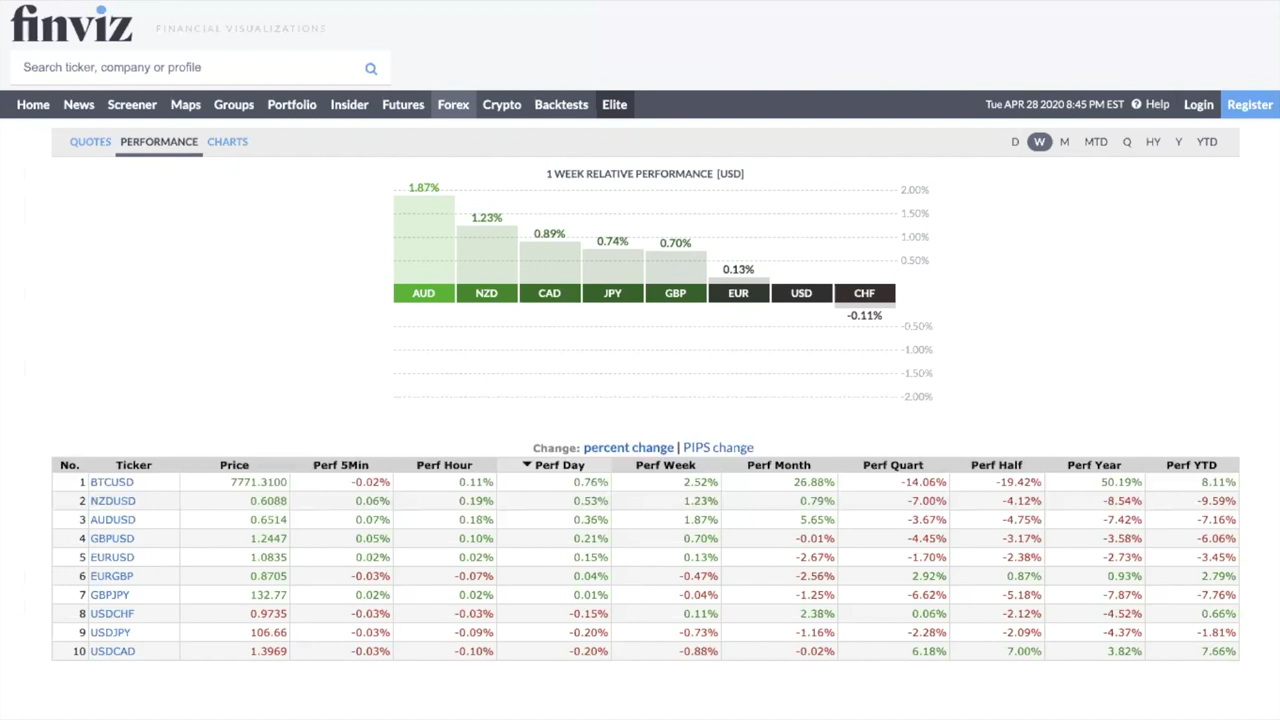 finviz FINANCIAL VISUALIZATIONS
Search ticker, company or profile
Home News Screener Maps Groups Portfolio Insider Futures Forex Crypto Backtests Elite Tue APR 28 2020 8:45 PM EST Help Login Register
QUOTES PERFORMANCE CHARTS D W M MTD Q HY Y YTD
1 WEEK RELATIVE PERFORMANCE [USD]
1.87% 2.00%
1.50%
1.23%
0.89% 1.00%
0.74% 0.70%
0.50%
0.13%
AUD NZD CAD JPY GBP EUR USD CHF
-0.11%
-0.50%
-1.00%
-1.50%
-2.00%
Change: percent change | PIPS change
No. Ticker Price Perf 5Min Perf Hour Perf Day Perf Week Perf Month Perf Quart Perf Half Perf Year Perf YTD
1 BTCUSD 7771.3100 -0.02% 0.11% 0.76% 2.52% 26.88% -14.06% -19.42% 50.19% 8.11%
2 NZDUSD 0.6088 0.06% 0.19% 0.53% 1.23% 0.79% -7.00% -4.12% -8.54% -9.59%
3 AUDUSD 0.6514 0.07% 0.18% 0.36% 1.87% 5.65% -3.67% -4.75% -7.42% -7.16%
4 GBPUSD 1.2447 0.05% 0.10% 0.21% 0.70% -0.01% -4.45% -3.17% -3.58% -6.06%
5 EURUSD 1.0835 0.02% 0.02% 0.15% 0.13% -2.67% -1.70% -2.38% -2.73% -3.45%
6 EURGBP 0.8705 -0.03% -0.07% 0.04% -0.47% -2.56% 2.92% 0.87% 0.93% 2.79%
7 GBPJPY 132.77 0.02% 0.02% 0.01% -0.04% -1.25% -6.62% -5.18% -7.87% -7.76%
8 USDCHF 0.9735 -0.03% -0.03% -0.15% 0.11% 2.38% 0.06% -2.12% -4.52% 0.66%
9 USDJPY 106.66 -0.03% -0.09% -0.20% -0.73% -1.16% -2.28% -2.09% -4.37% -1.81%
10 USDCAD 1.3969 -0.03% -0.10% -0.20% -0.88% -0.02% 6.18% 7.00% 3.82% 7.66%